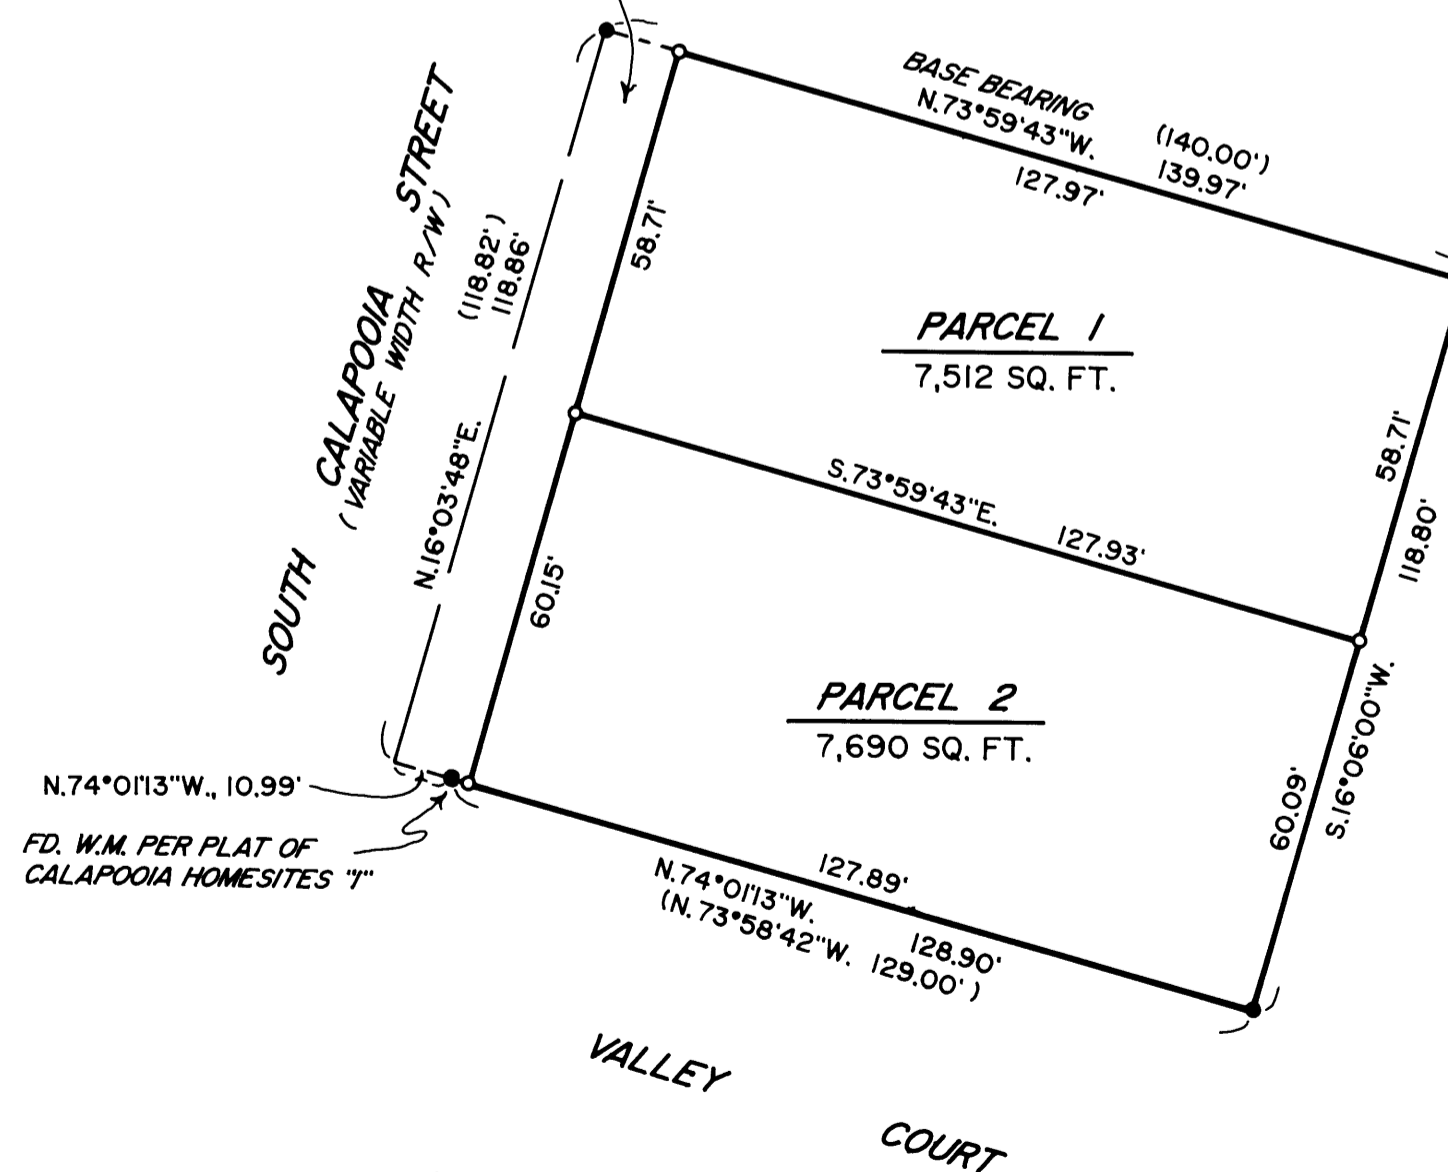 BASE BEARING
N.73°59'43"W.
(140.00')
139.97'
127.97'
SOUTH CALAPOOIA STREET
(VARIABLE WIDTH R/W)
(118.82')
118.86'
N.16°03'48"E.
58.71'
PARCEL 1
7,512 SQ. FT.
58.71'
118.80'
S.73°59'43"E.
127.93'
60.15'
PARCEL 2
7,690 SQ. FT.
60.09'
S.16°06'00"W.
N.74°01'13"W., 10.99'
FD. W.M. PER PLAT OF
CALAPOOIA HOMESITES "1"
127.89'
N.74°01'13"W.
128.90'
(N.73°58'42"W. 129.00')
VALLEY COURT